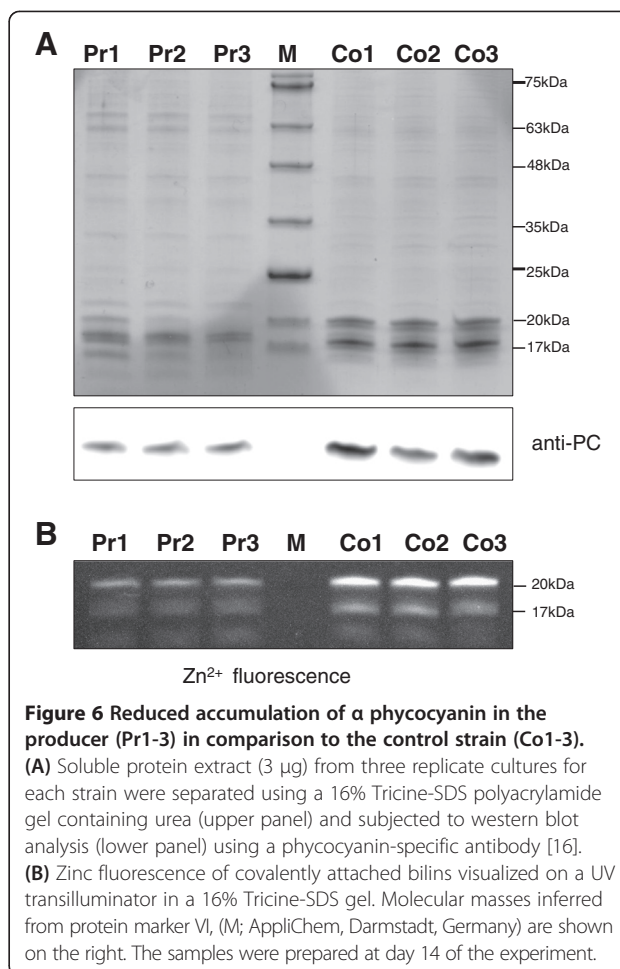 A
Pr1 Pr2 Pr3 M Co1 Co2 Co3
75kDa
63kDa
48kDa
35kDa
25kDa
20kDa
17kDa
anti-PC
B
Pr1 Pr2 Pr3 M Co1 Co2 Co3
20kDa
17kDa
Zn²⁺ fluorescence
Figure 6 Reduced accumulation of α phycocyanin in the
producer (Pr1-3) in comparison to the control strain (Co1-3).
(A) Soluble protein extract (3 μg) from three replicate cultures for
each strain were separated using a 16% Tricine-SDS polyacrylamide
gel containing urea (upper panel) and subjected to western blot
analysis (lower panel) using a phycocyanin-specific antibody [16].
(B) Zinc fluorescence of covalently attached bilins visualized on a UV
transilluminator in a 16% Tricine-SDS gel. Molecular masses inferred
from protein marker VI, (M; AppliChem, Darmstadt, Germany) are shown
on the right. The samples were prepared at day 14 of the experiment.